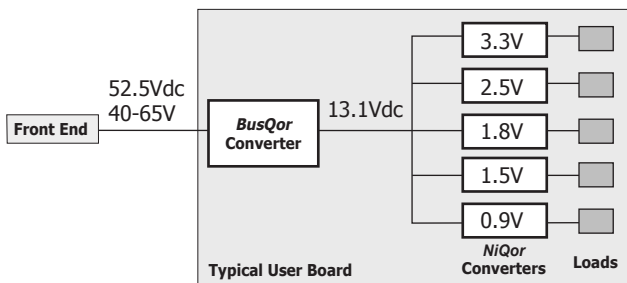 52.5Vdc
40-65V
Front End
BusQor
Converter
13.1Vdc
3.3V
2.5V
1.8V
1.5V
0.9V
NiQor
Converters
Loads
Typical User Board